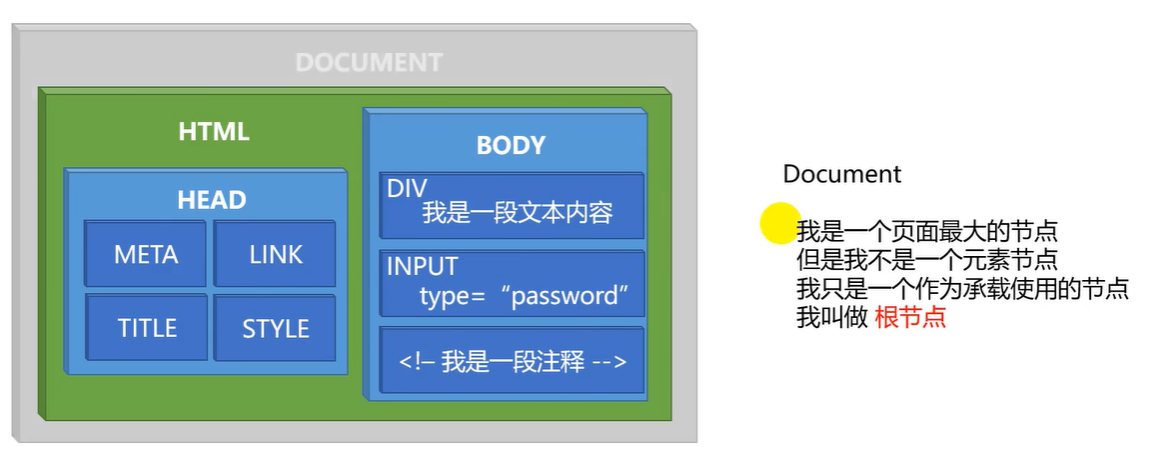 DOCUMENT
HTML
HEAD
META
LINK
TITLE
STYLE
BODY
DIV
我是一段文本内容
INPUT
type=“password”
<!– 我是一段注释 -->
Document
我是一个页面最大的节点
但是我不是一个元素节点
我只是一个作为承载使用的节点
我叫做 根节点